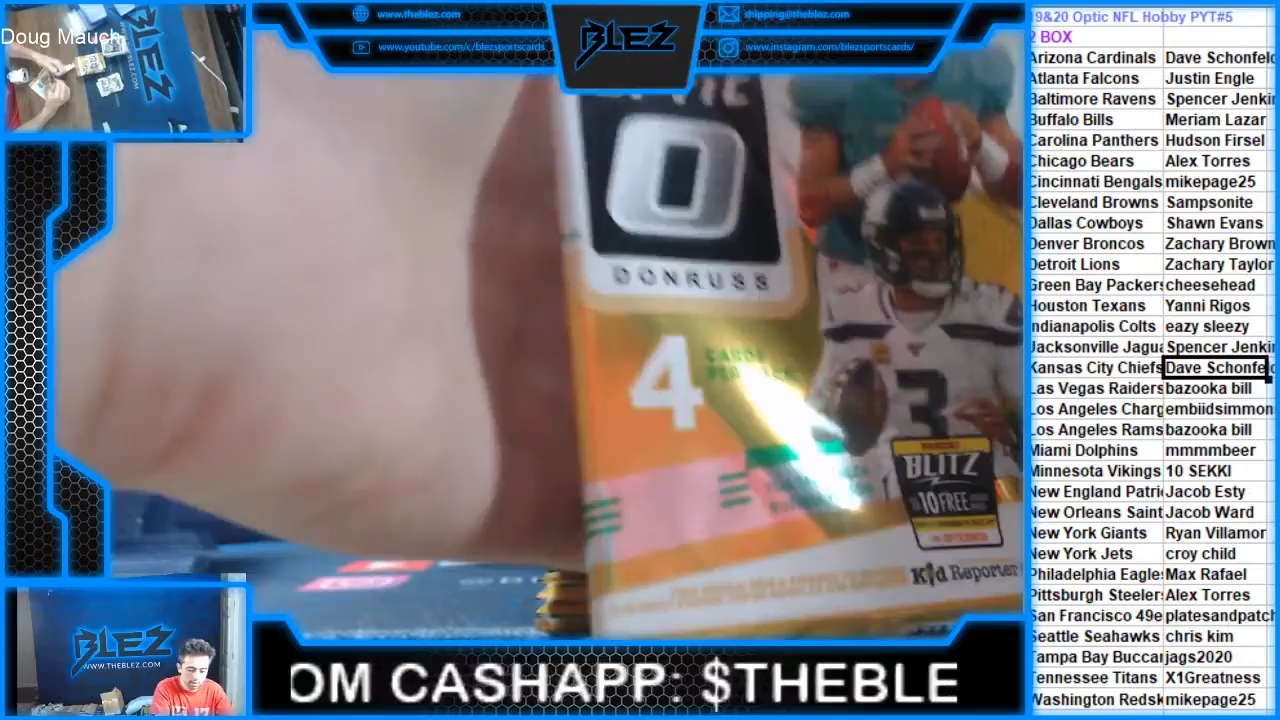 Doug Mauch
www.theblez.com
shipping@theblez.com
www.youtube.com/c/blezsportscards
www.instagram.com/blezsportscards/
BLEZ
DONRUSS
4
3
BLITZ
10 FREE
Kid Reporter
BLEZ
WWW.THEBLEZ.COM
OM CASHAPP: $THEBLE
19&20 Optic NFL Hobby PYT#5
2 BOX
Arizona Cardinals Dave Schonfeld
Atlanta Falcons Justin Engle
Baltimore Ravens Spencer Jenkin
Buffalo Bills Meriam Lazar
Carolina Panthers Hudson Firsel
Chicago Bears Alex Torres
Cincinnati Bengals mikepage25
Cleveland Browns Sampsonite
Dallas Cowboys Shawn Evans
Denver Broncos Zachary Brown
Detroit Lions Zachary Taylor
Green Bay Packers cheesehead
Houston Texans Yanni Rigos
Indianapolis Colts eazy sleezy
Jacksonville Jagua Spencer Jenkin
Kansas City Chiefs Dave Schonfeld
Las Vegas Raiders bazooka bill
Los Angeles Charg embiidsimmon
Los Angeles Rams bazooka bill
Miami Dolphins mmmmbeer
Minnesota Vikings 10 SEKKI
New England Patri Jacob Esty
New Orleans Saint Jacob Ward
New York Giants Ryan Villamor
New York Jets croy child
Philadelphia Eagles Max Rafael
Pittsburgh Steelers Alex Torres
San Francisco 49e platesandpatch
Seattle Seahawks chris kim
Tampa Bay Buccan jags2020
Tennessee Titans X1Greatness
Washington Redsk mikepage25